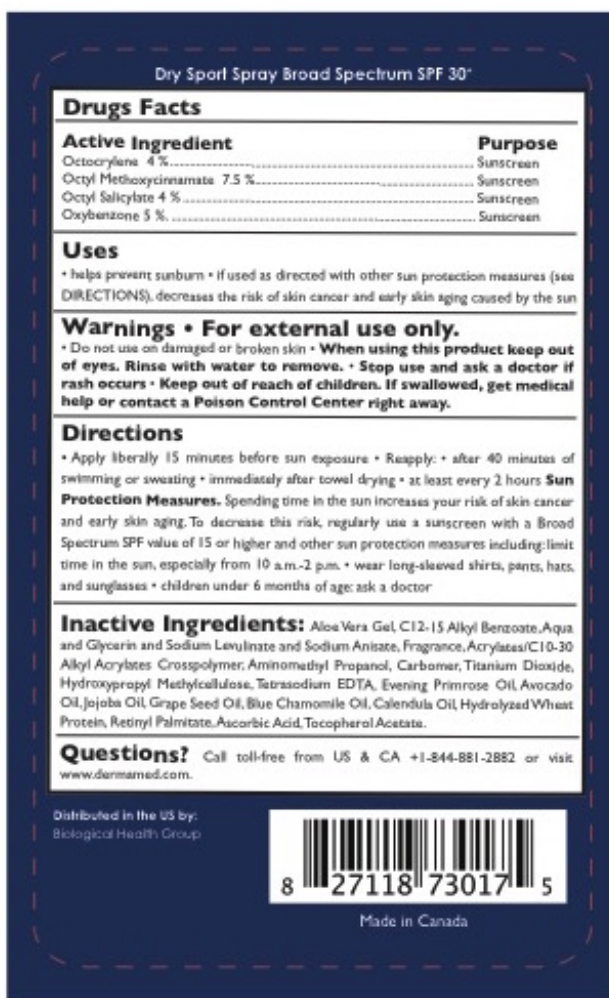 Dry Sport Spray Broad Spectrum SPF 30+
Drugs Facts
Active Ingredient Purpose
Octocrylene 4 %.......... Sunscreen
Octyl Methoxycinnamate 7.5 %.......... Sunscreen
Octyl Salicylate 4 %.......... Sunscreen
Oxybenzone 5 %.......... Sunscreen
Uses
• helps prevent sunburn • if used as directed with other sun protection measures (see
DIRECTIONS), decreases the risk of skin cancer and early skin aging caused by the sun
Warnings • For external use only.
• Do not use on damaged or broken skin • When using this product keep out
of eyes. Rinse with water to remove. • Stop use and ask a doctor if
rash occurs • Keep out of reach of children. If swallowed, get medical
help or contact a Poison Control Center right away.
Directions
• Apply liberally 15 minutes before sun exposure • Reapply: • after 40 minutes of
swimming or sweating • immediately after towel drying • at least every 2 hours Sun
Protection Measures. Spending time in the sun increases your risk of skin cancer
and early skin aging. To decrease this risk, regularly use a sunscreen with a Broad
Spectrum SPF value of 15 or higher and other sun protection measures including: limit
time in the sun, especially from 10 a.m.-2 p.m. • wear long-sleeved shirts, pants, hats,
and sunglasses • children under 6 months of age: ask a doctor
Inactive Ingredients: Aloe Vera Gel, C12-15 Alkyl Benzoate, Aqua
and Glycerin and Sodium Levulinate and Sodium Anisate, Fragrance, Acrylates/C10-30
Alkyl Acrylates Crosspolymer, Aminomethyl Propanol, Carbomer, Titanium Dioxide,
Hydroxypropyl Methylcellulose, Tetrasodium EDTA, Evening Primrose Oil, Avocado
Oil, Jojoba Oil, Grape Seed Oil, Blue Chamomile Oil, Calendula Oil, Hydrolyzed Wheat
Protein, Retinyl Palmitate, Ascorbic Acid, Tocopherol Acetate.
Questions? Call toll-free from US & CA +1-844-881-2882 or visit
www.dermamed.com.
Distributed in the US by:
Biological Health Group
8 27118 73017 5
Made in Canada